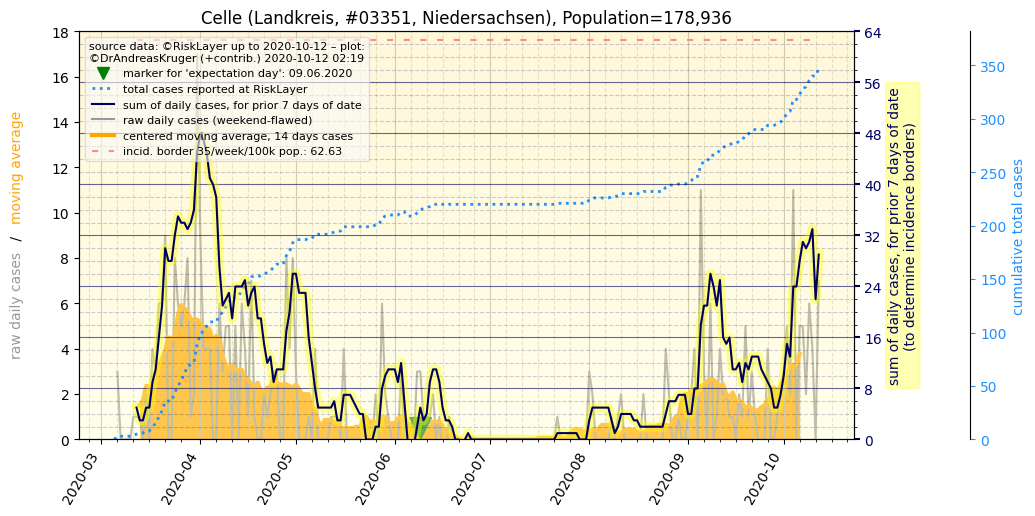 Celle (Landkreis, #03351, Niedersachsen), Population=178,936
source data: ©RiskLayer up to 2020-10-12 – plot:
©DrAndreasKruger (+contrib.) 2020-10-12 02:19
marker for 'expectation day': 09.06.2020
total cases reported at RiskLayer
sum of daily cases, for prior 7 days of date
raw daily cases (weekend-flawed)
centered moving average, 14 days cases
incid. border 35/week/100k pop.: 62.63
raw daily cases / moving average
18
16
14
12
10
8
6
4
2
0
2020-03
2020-04
2020-05
2020-06
2020-07
2020-08
2020-09
2020-10
64
56
48
40
32
24
16
8
0
sum of daily cases, for prior 7 days of date
(to determine incidence borders)
350
300
250
200
150
100
50
0
cumulative total cases